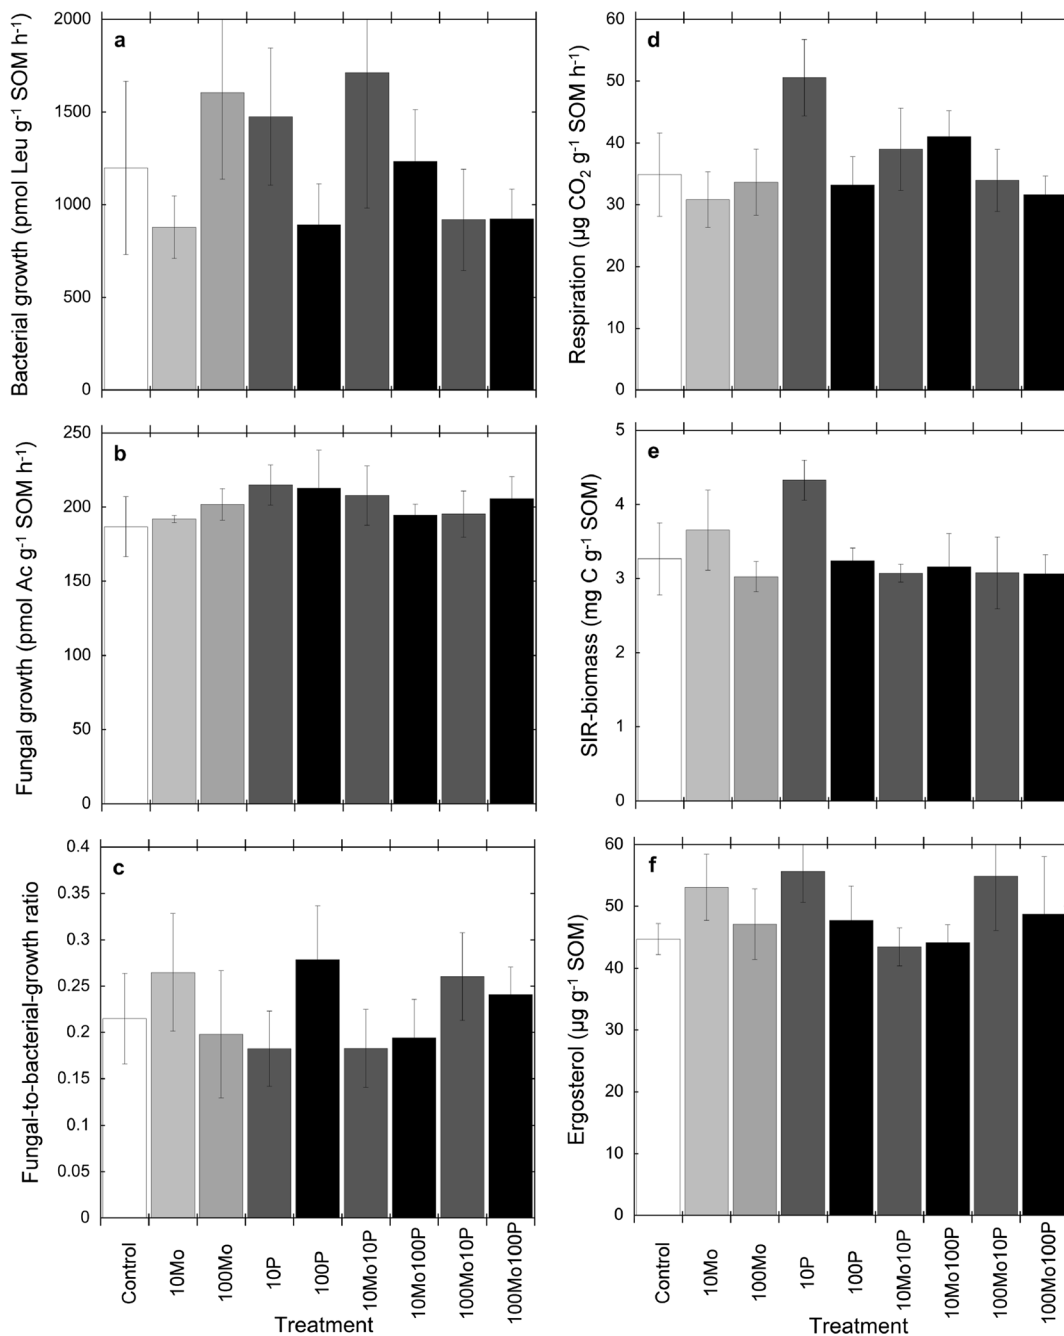 a
Bacterial growth (pmol Leu g⁻¹ SOM h⁻¹)
2000
1500
1000
500
0
d
Respiration (µg CO₂ g⁻¹ SOM h⁻¹)
60
50
40
30
20
10
0
b
Fungal growth (pmol Ac g⁻¹ SOM h⁻¹)
250
200
150
100
50
0
e
SIR-biomass (mg C g⁻¹ SOM)
5
4
3
2
1
0
c
Fungal-to-bacterial-growth ratio
0.4
0.35
0.3
0.25
0.2
0.15
0.1
0.05
0
f
Ergosterol (µg g⁻¹ SOM)
60
50
40
30
20
10
0
Control
10Mo
100Mo
10P
100P
10Mo10P
10Mo100P
100Mo10P
100Mo100P
Treatment
Control
10Mo
100Mo
10P
100P
10Mo10P
10Mo100P
100Mo10P
100Mo100P
Treatment